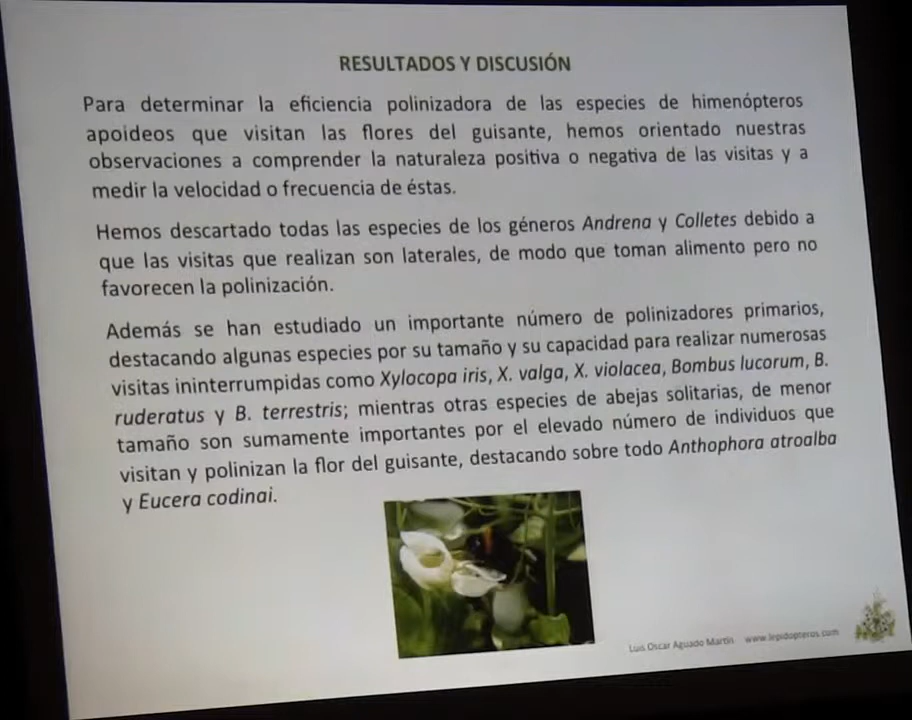 RESULTADOS Y DISCUSIÓN
Para determinar la eficiencia polinizadora de las especies de himenópteros
apoideos que visitan las flores del guisante, hemos orientado nuestras
observaciones a comprender la naturaleza positiva o negativa de las visitas y a
medir la velocidad o frecuencia de éstas.
Hemos descartado todas las especies de los géneros Andrena y Colletes debido a
que las visitas que realizan son laterales, de modo que toman alimento pero no
favorecen la polinización.
Además se han estudiado un importante número de polinizadores primarios,
destacando algunas especies por su tamaño y su capacidad para realizar numerosas
visitas ininterrumpidas como Xylocopa iris, X. valga, X. violacea, Bombus lucorum, B.
ruderatus y B. terrestris; mientras otras especies de abejas solitarias, de menor
tamaño son sumamente importantes por el elevado número de individuos que
visitan y polinizan la flor del guisante, destacando sobre todo Anthophora atroalba
y Eucera codinai.
Luis Oscar Aguado Martín www.lepidopteros.com